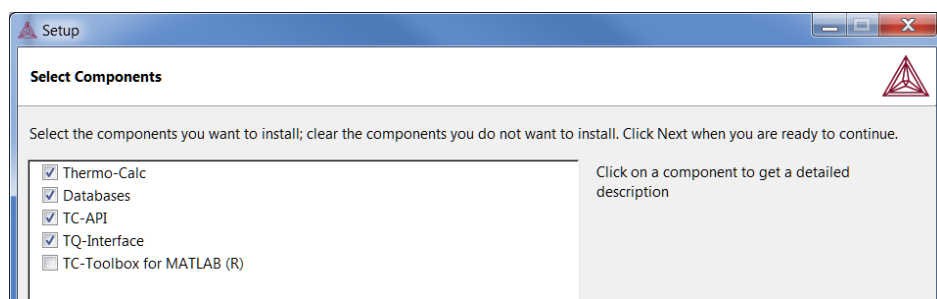 Setup
Select Components
Select the components you want to install; clear the components you do not want to install. Click Next when you are ready to continue.
Thermo-Calc
Databases
TC-API
TQ-Interface
TC-Toolbox for MATLAB (R)
Click on a component to get a detailed
description